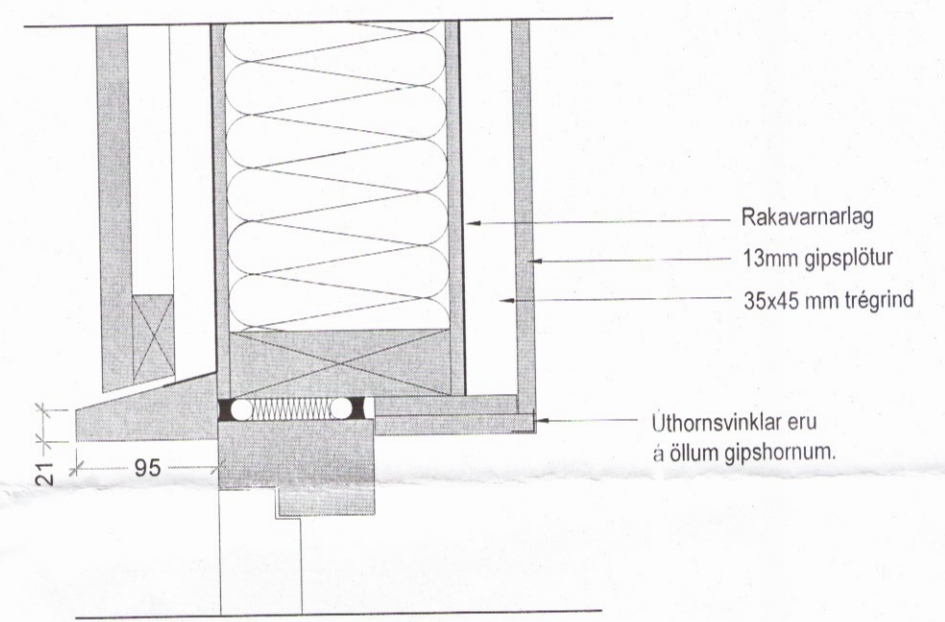 Rakavarnarlag
13mm gipsplötur
35x45 mm trégrind
Úthornsvinklar eru
á öllum gipshornum.
21
95